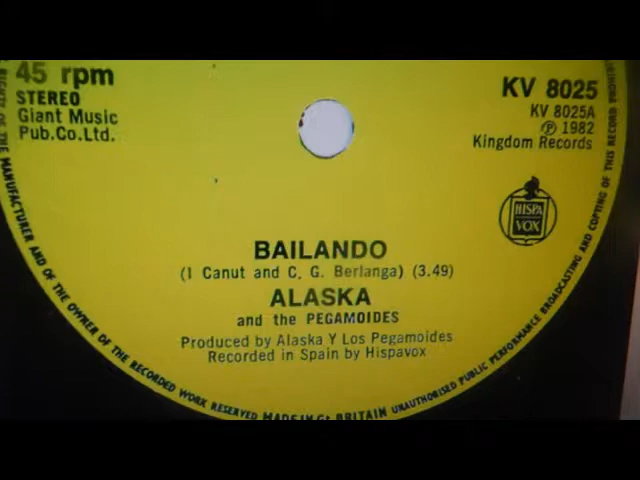 45 rpm
STEREO
Giant Music
Pub.Co.Ltd.
KV 8025
KV 8025A
Ⓟ 1982
Kingdom Records
HISPA
VOX
BAILANDO
(I Canut and C. G. Berlanga) (3.49)
ALASKA
and the PEGAMOIDES
Produced by Alaska Y Los Pegamoides
Recorded in Spain by Hispavox
OF THE MANUFACTURER AND OF THE OWNER OF THE RECORDED WORK RESERVED MADE IN GT BRITAIN UNAUTHORISED PUBLIC PERFORMANCE BROADCASTING AND COPYING OF THIS RECORD PROHIBITED